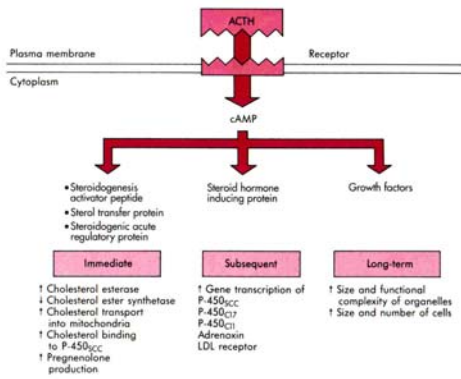 ACTH
Plasma membrane
Receptor
Cytoplasm
cAMP
• Steroidogenesis
activator peptide
• Sterol transfer protein
• Steroidogenic acute
regulatory protein
Steroid hormone
inducing protein
Growth factors
Immediate
↑ Cholesterol esterase
↓ Cholesterol ester synthetase
↑ Cholesterol transport
into mitochondria
↑ Cholesterol binding
to P-450SCC
↑ Pregnenolone
production
Subsequent
↑ Gene transcription of
P-450SCC
P-450C17
P-450C11
Adrenoxin
LDL receptor
Long-term
↑ Size and functional
complexity of organelles
↑ Size and number of cells